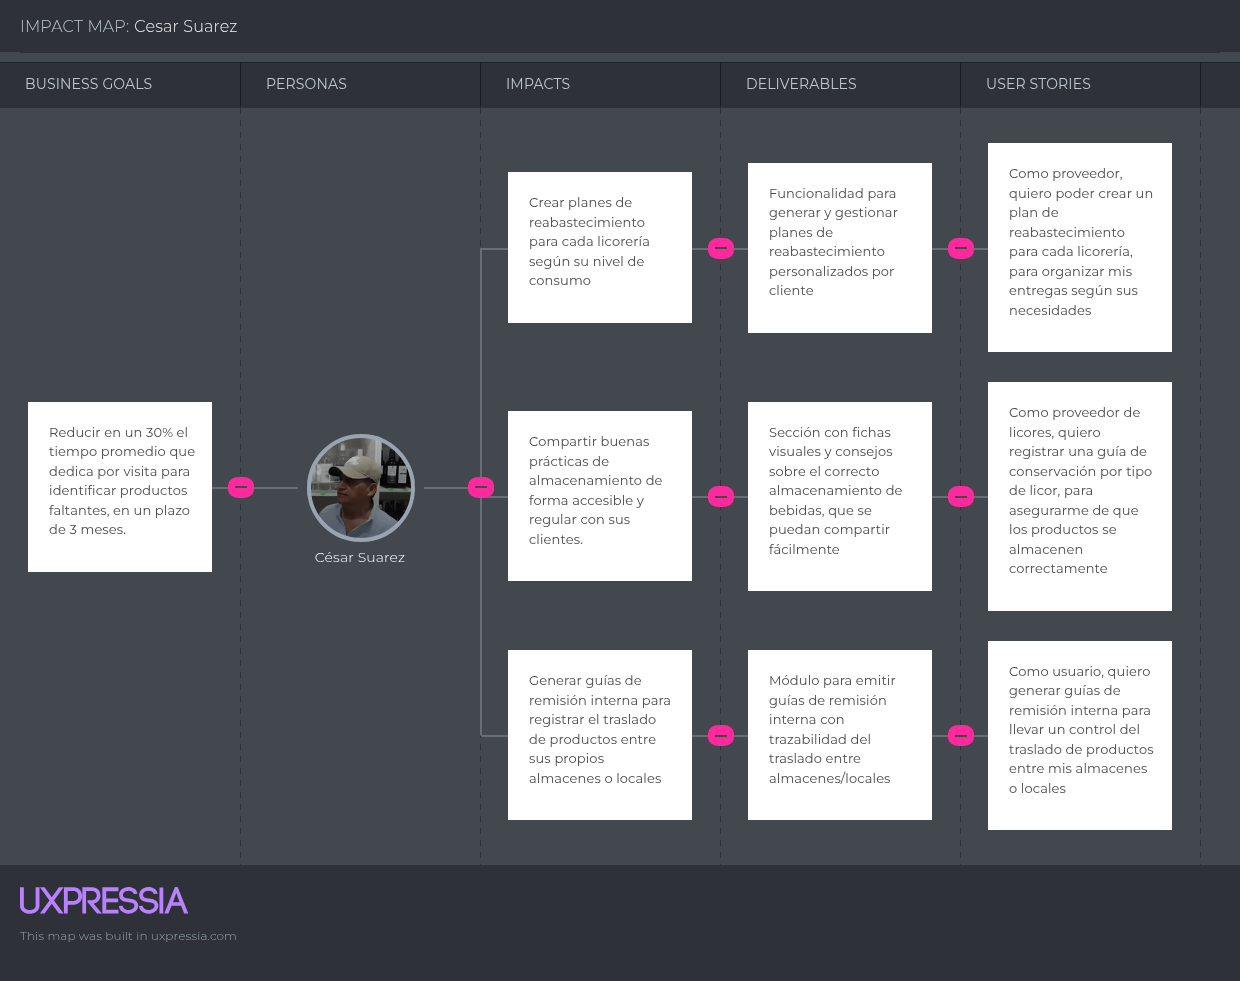 IMPACT MAP: Cesar Suarez
BUSINESS GOALS
PERSONAS
IMPACTS
DELIVERABLES
USER STORIES
Reducir en un 30% el
tiempo promedio que
dedica por visita para
identificar productos
faltantes, en un plazo
de 3 meses.
César Suarez
Crear planes de
reabastecimiento
para cada licorería
según su nivel de
consumo
Funcionalidad para
generar y gestionar
planes de
reabastecimiento
personalizados por
cliente
Como proveedor,
quiero poder crear un
plan de
reabastecimiento
para cada licorería,
para organizar mis
entregas según sus
necesidades
Compartir buenas
prácticas de
almacenamiento de
forma accesible y
regular con sus
clientes.
Sección con fichas
visuales y consejos
sobre el correcto
almacenamiento de
bebidas, que se
puedan compartir
fácilmente
Como proveedor de
licores, quiero
registrar una guía de
conservación por tipo
de licor, para
asegurarme de que
los productos se
almacenen
correctamente
Generar guías de
remisión interna para
registrar el traslado
de productos entre
sus propios
almacenes o locales
Módulo para emitir
guías de remisión
interna con
trazabilidad del
traslado entre
almacenes/locales
Como usuario, quiero
generar guías de
remisión interna para
llevar un control del
traslado de productos
entre mis almacenes
o locales
UXPRESSIA
This map was built in uxpressia.com